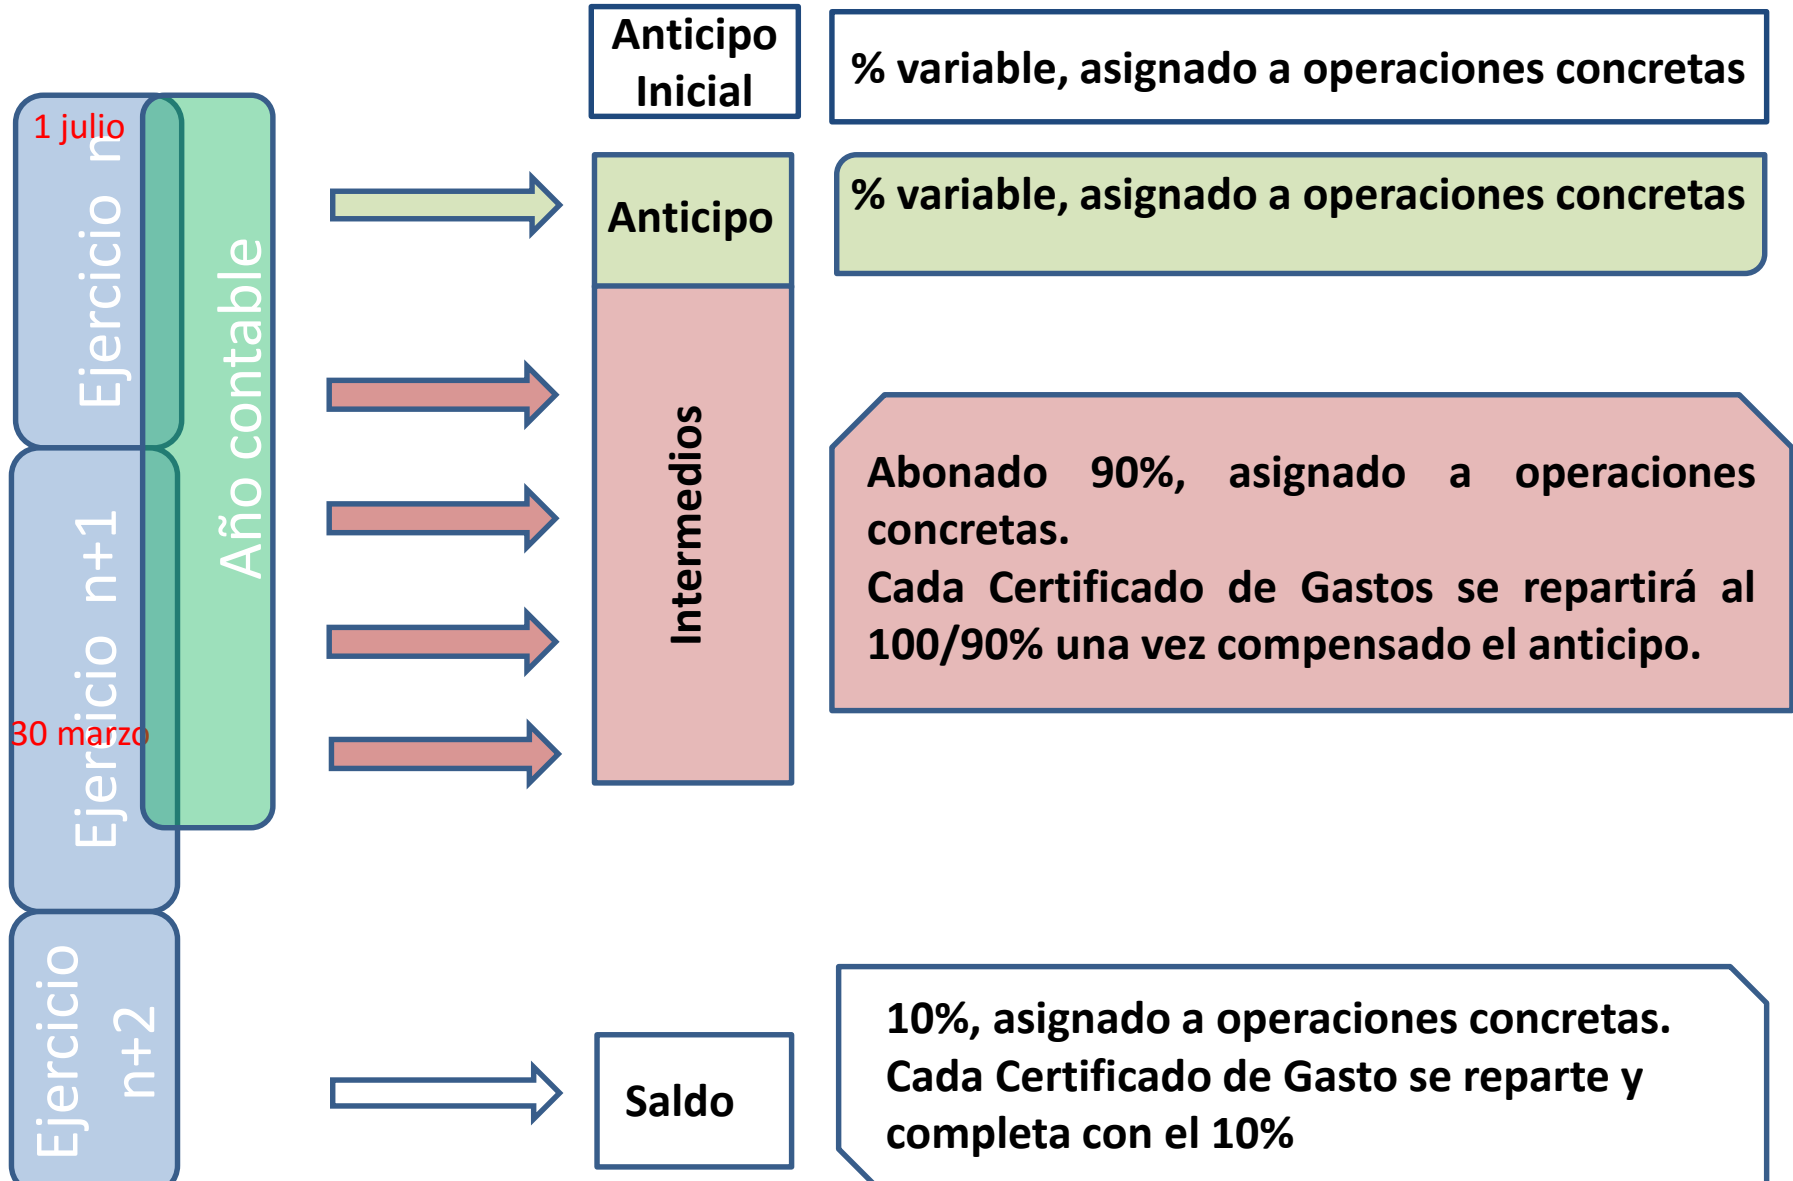 Anticipo
Inicial
% variable, asignado a operaciones concretas
1 julio
Ejercicio n
Año contable
Anticipo
% variable, asignado a operaciones concretas
Intermedios
Abonado 90%, asignado a operaciones
concretas.
Cada Certificado de Gastos se repartirá al
100/90% una vez compensado el anticipo.
Ejercicio n+1
30 marzo
Ejercicio
n+2
Saldo
10%, asignado a operaciones concretas.
Cada Certificado de Gasto se reparte y
completa con el 10%